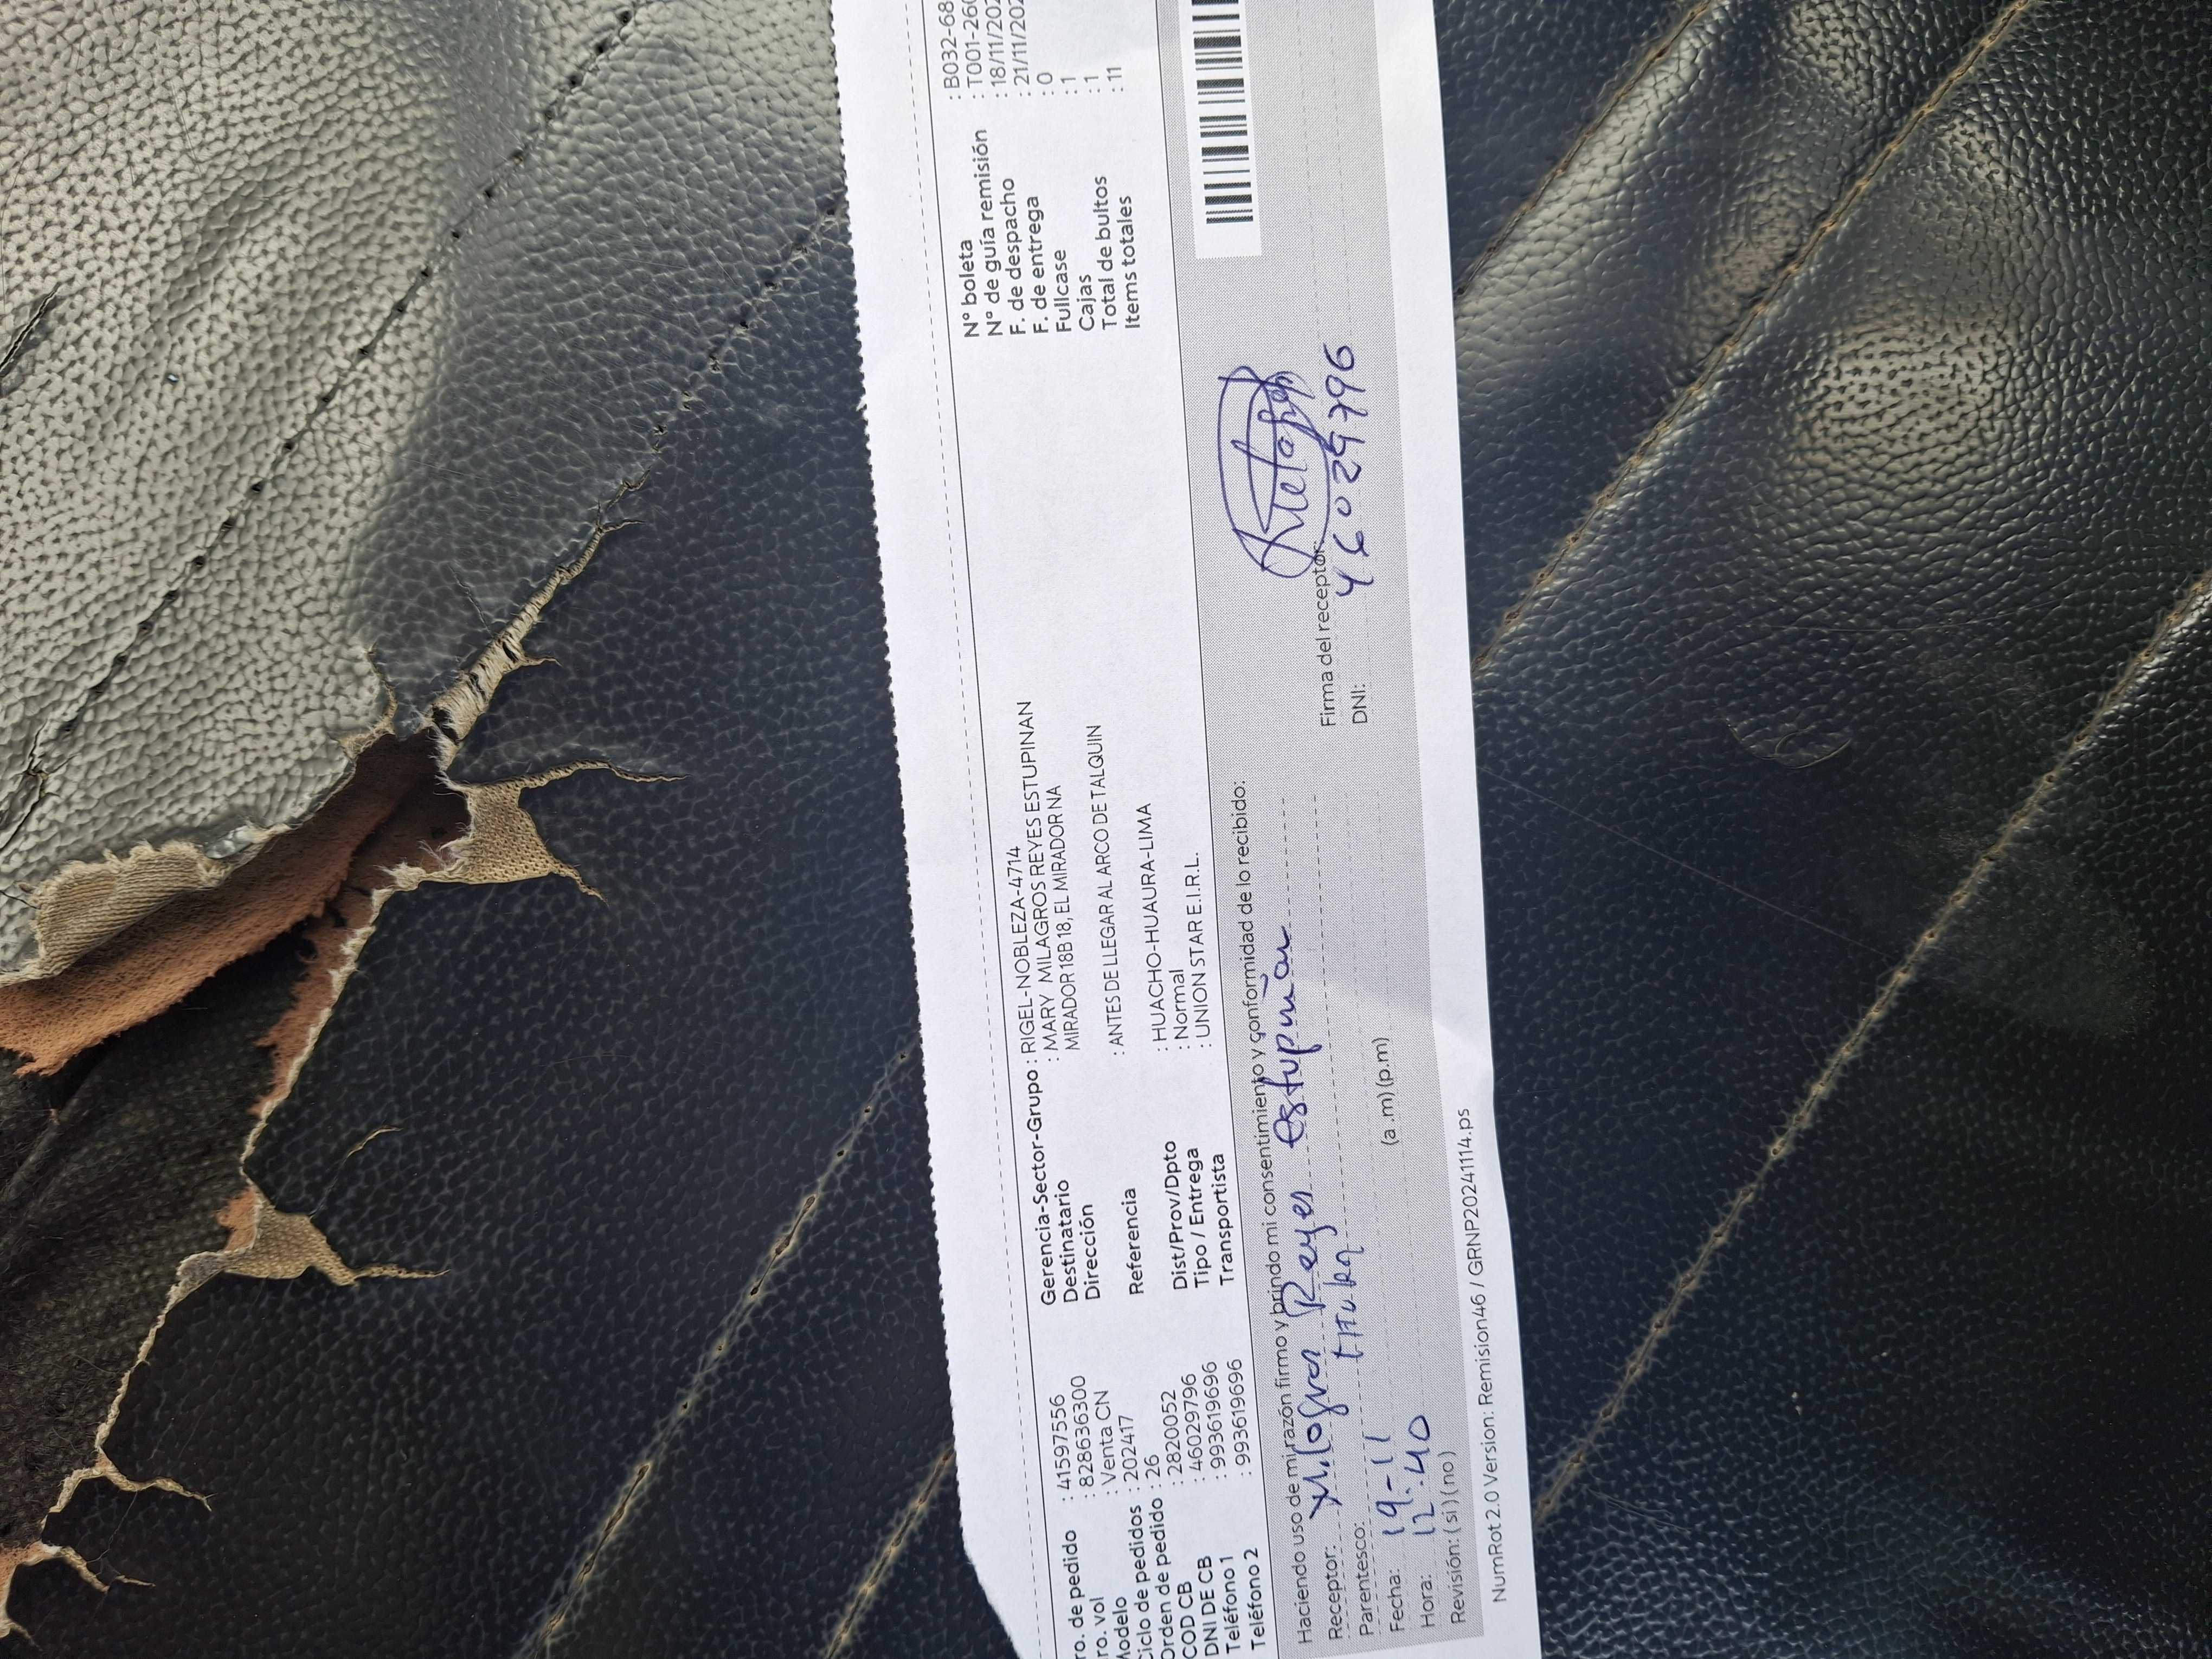 ro. de pedido : 41597556
ro. vol : 828636300
Modelo : Venta CN
Ciclo de pedidos : 202417
Orden de pedido : 26
COD CB : 2820052
DNI DE CB : 46029796
Teléfono 1 : 993619696
Teléfono 2 : 993619696
Gerencia-Sector-Grupo : RIGEL-NOBLEZA-4714
Destinatario : MARY MILAGROS REYES ESTUPINAN
Dirección MIRADOR 18B 18, EL MIRADOR NA
Referencia : ANTES DE LLEGAR AL ARCO DE TALQUIN
Dist/Prov/Dpto : HUACHO-HUAURA-LIMA
Tipo / Entrega : Normal
Transportista : UNION STAR E.I.R.L.
N° boleta : B032-68
N° de guía remisión : T001-260
F. de despacho : 18/11/202
F. de entrega : 21/11/202
Fullcase : 0
Cajas : 1
Total de bultos : 1
Items totales : 11
Haciendo uso de mi razón firmo y brindo mi consentimiento y conformidad de lo recibido:
Receptor: Milagros Reyes Estupiñan
Parentesco:
Fecha: 19-11
Hora: 12:40 (a .m) (p.m)
Revisión: (si) (no)
Firma del receptor:
DNI: 46029796
NumRot 2.0 Version: Remision46 / GRNP20241114.ps